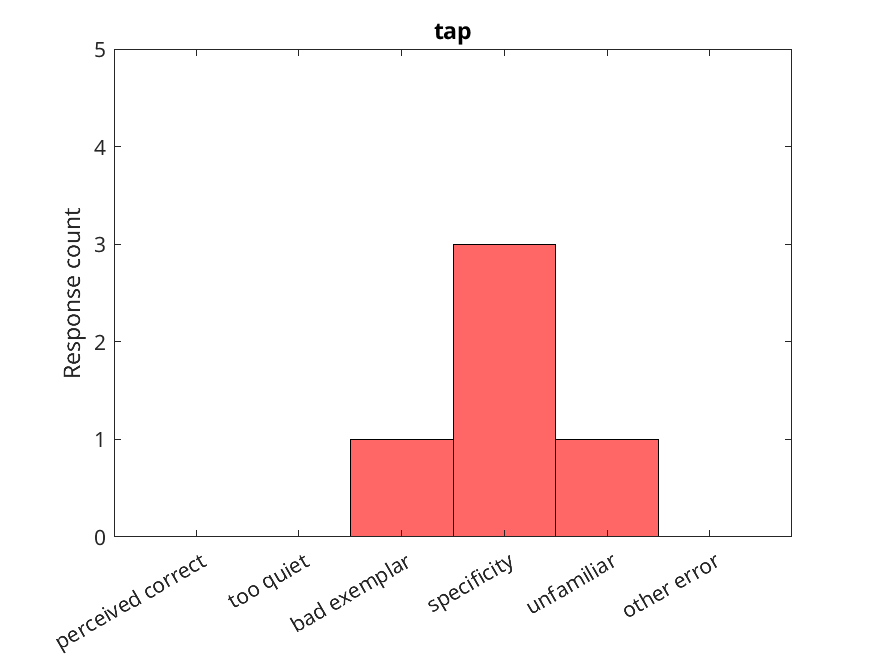 tap
5
4
3
2
1
0
Response count
perceived correct
too quiet
bad exemplar
specificity
unfamiliar
other error